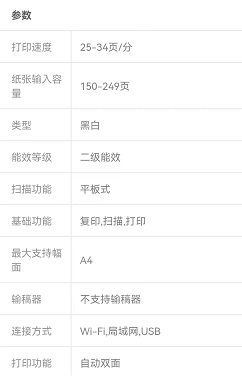 参数
打印速度 25-34页/分
纸张输入容
量 150-249页
类型 黑白
能效等级 二级能效
扫描功能 平板式
基础功能 复印,扫描,打印
最大支持幅
面 A4
输稿器 不支持输稿器
连接方式 Wi-Fi,局域网,USB
打印功能 自动双面